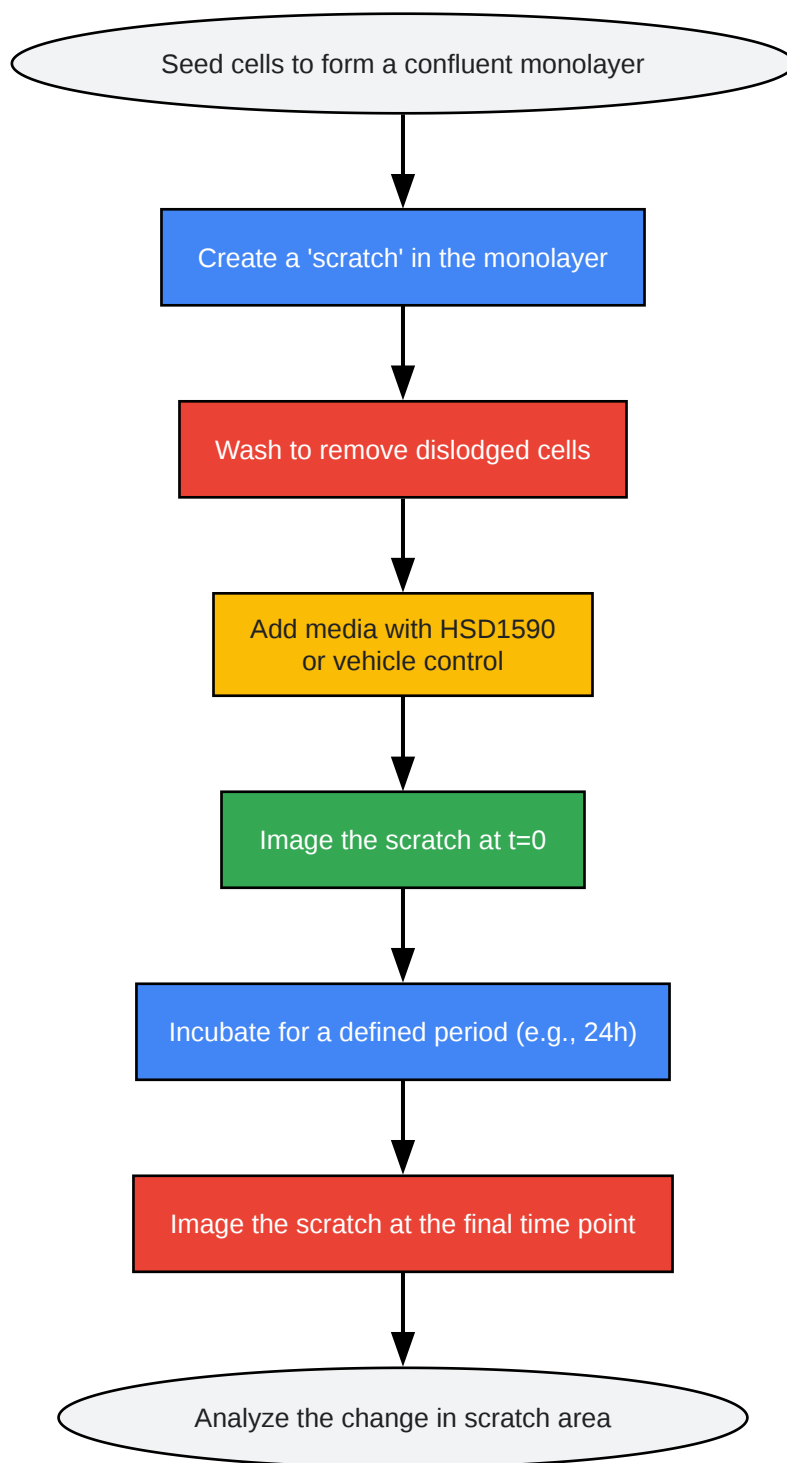 Seed cells to form a confluent monolayer
Create a 'scratch' in the monolayer
Wash to remove dislodged cells
Add media with HSD1590
or vehicle control
Image the scratch at t=0
Incubate for a defined period (e.g., 24h)
Image the scratch at the final time point
Analyze the change in scratch area